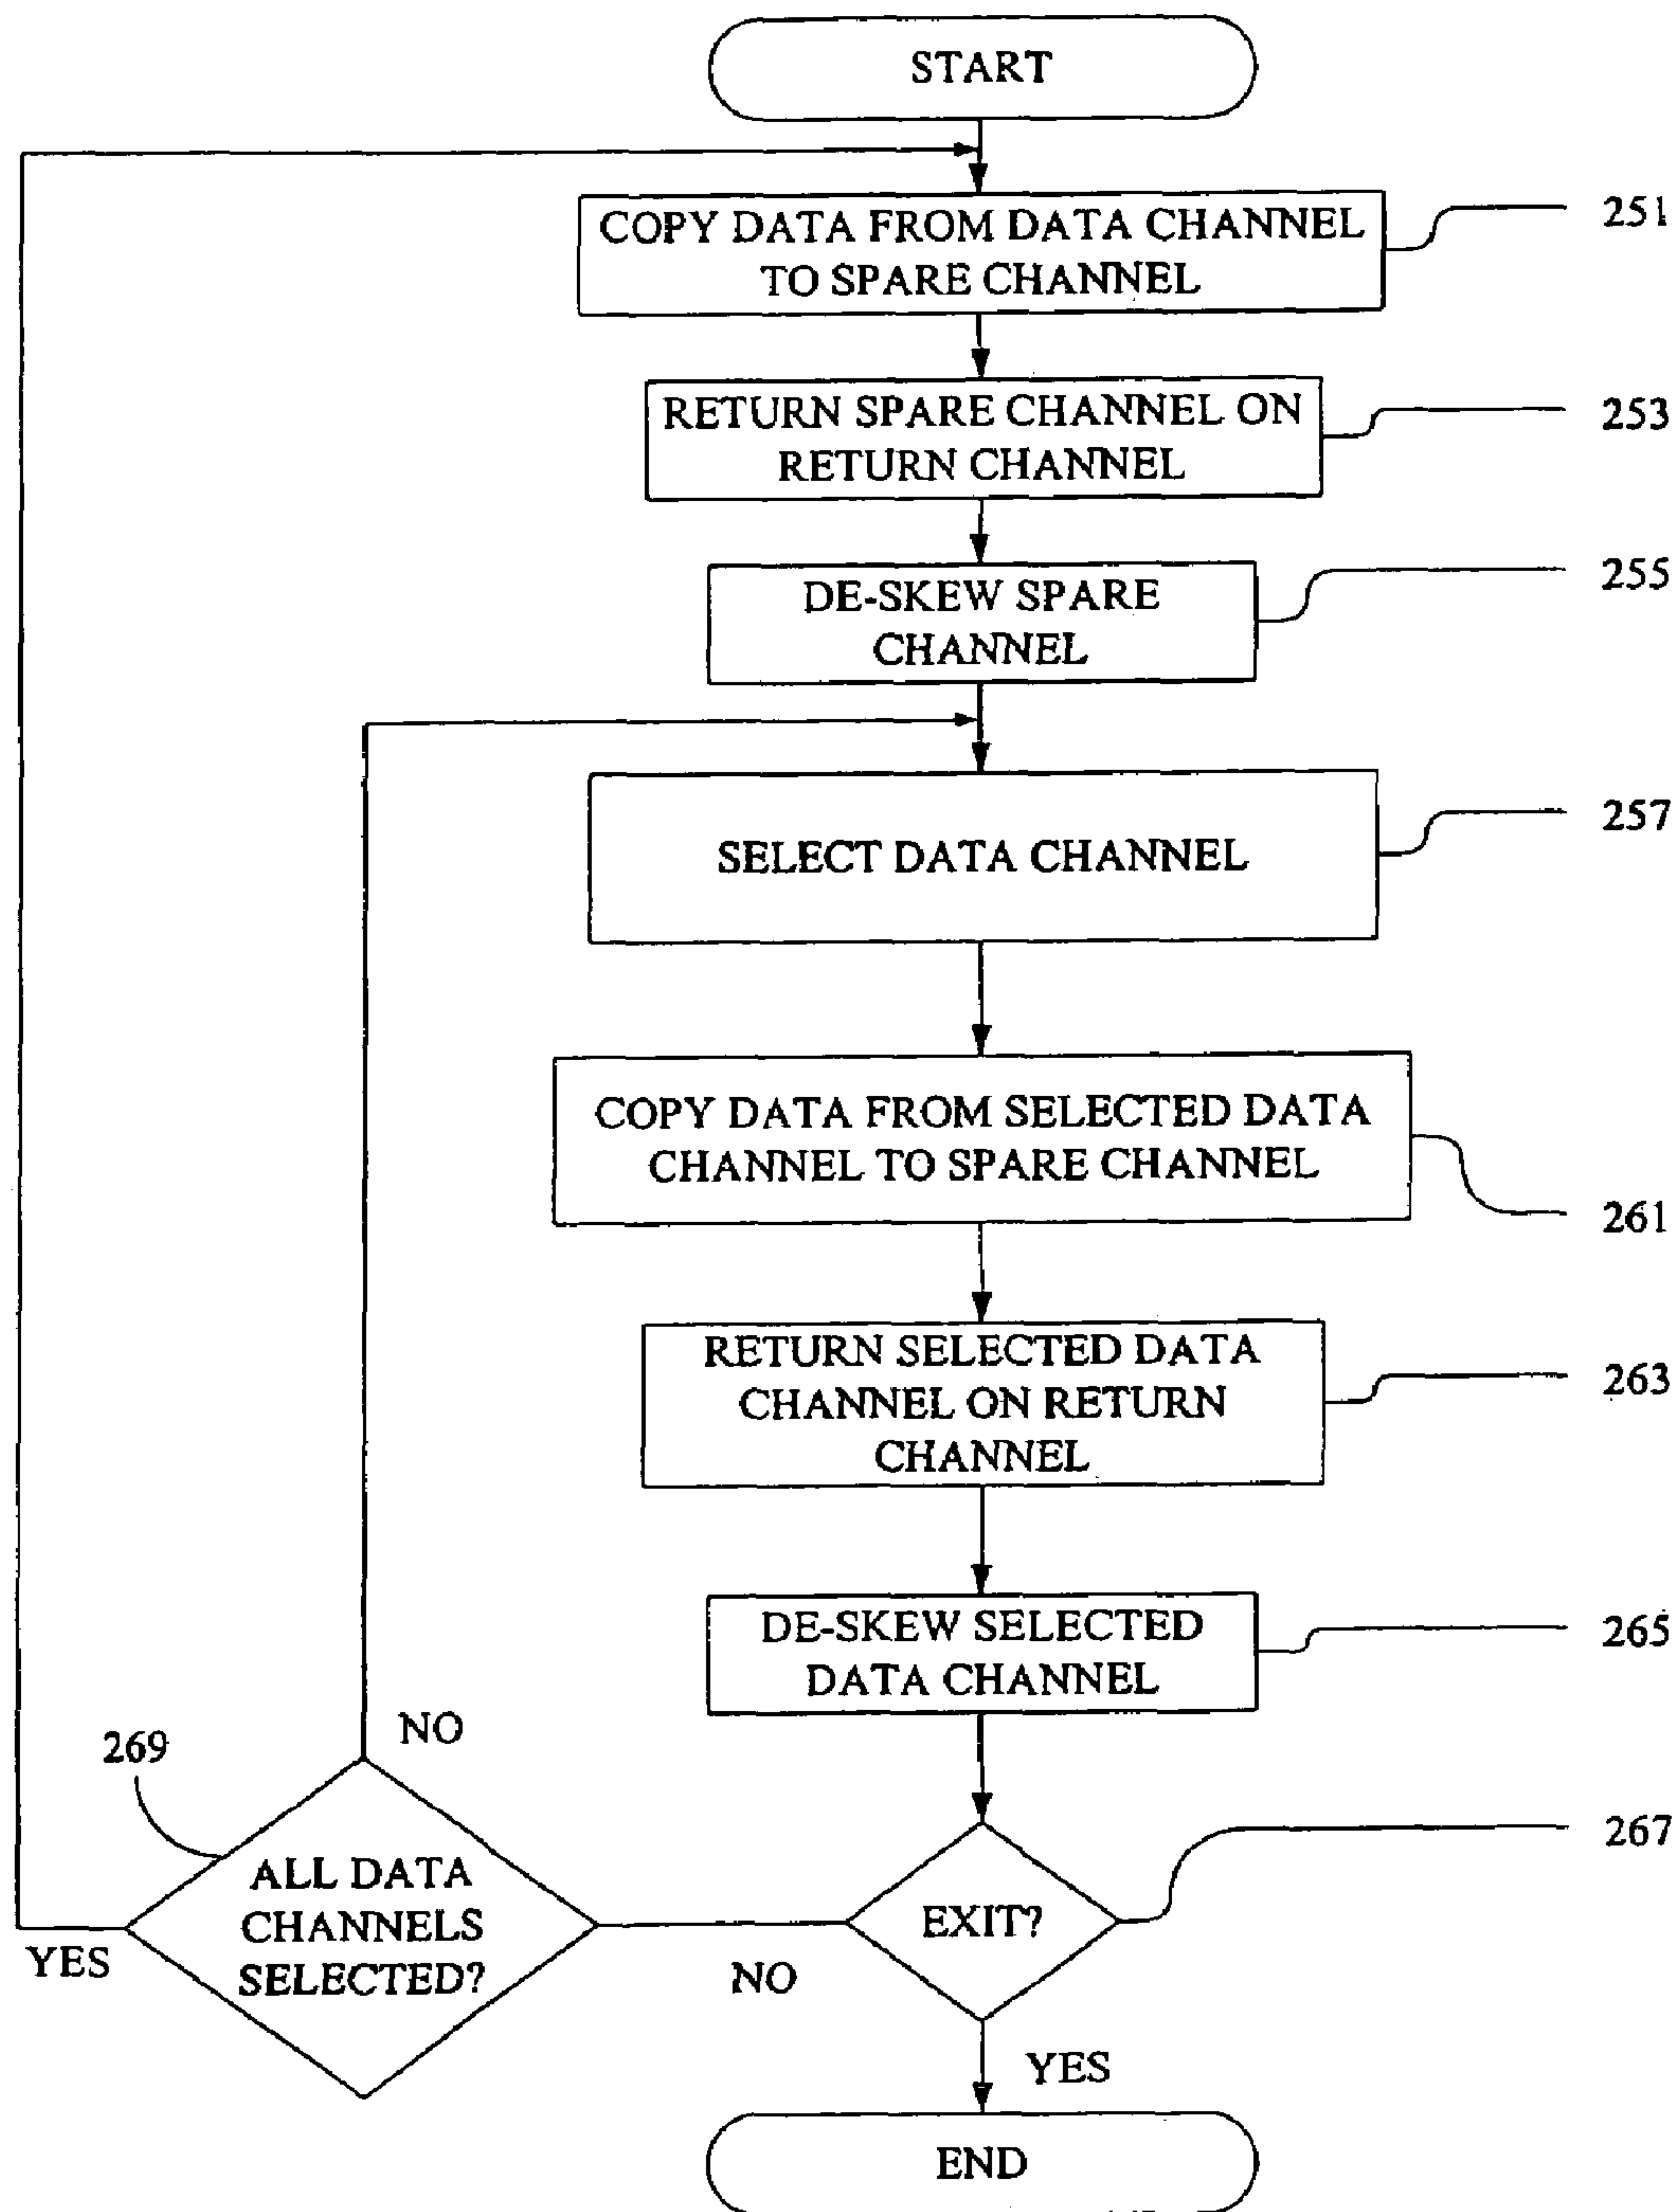 START
COPY DATA FROM DATA CHANNEL
TO SPARE CHANNEL
251
RETURN SPARE CHANNEL ON
RETURN CHANNEL
253
DE-SKEW SPARE
CHANNEL
255
SELECT DATA CHANNEL
257
COPY DATA FROM SELECTED DATA
CHANNEL TO SPARE CHANNEL
261
RETURN SELECTED DATA
CHANNEL ON RETURN
CHANNEL
263
DE-SKEW SELECTED
DATA CHANNEL
265
NO
269
ALL DATA
CHANNELS
SELECTED?
YES
NO
EXIT?
267
YES
END